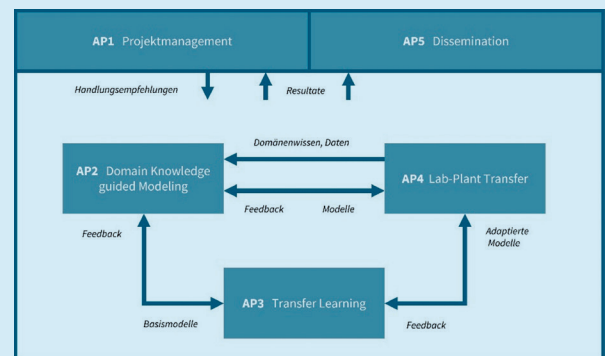 AP1 Projektmanagement
AP5 Dissemination
Handlungsempfehlungen
Resultate
Domänenwissen, Daten
AP2 Domain Knowledge
guided Modeling
AP4 Lab-Plant Transfer
Feedback
Modelle
Feedback
Adaptierte
Modelle
AP3 Transfer Learning
Basismodelle
Feedback